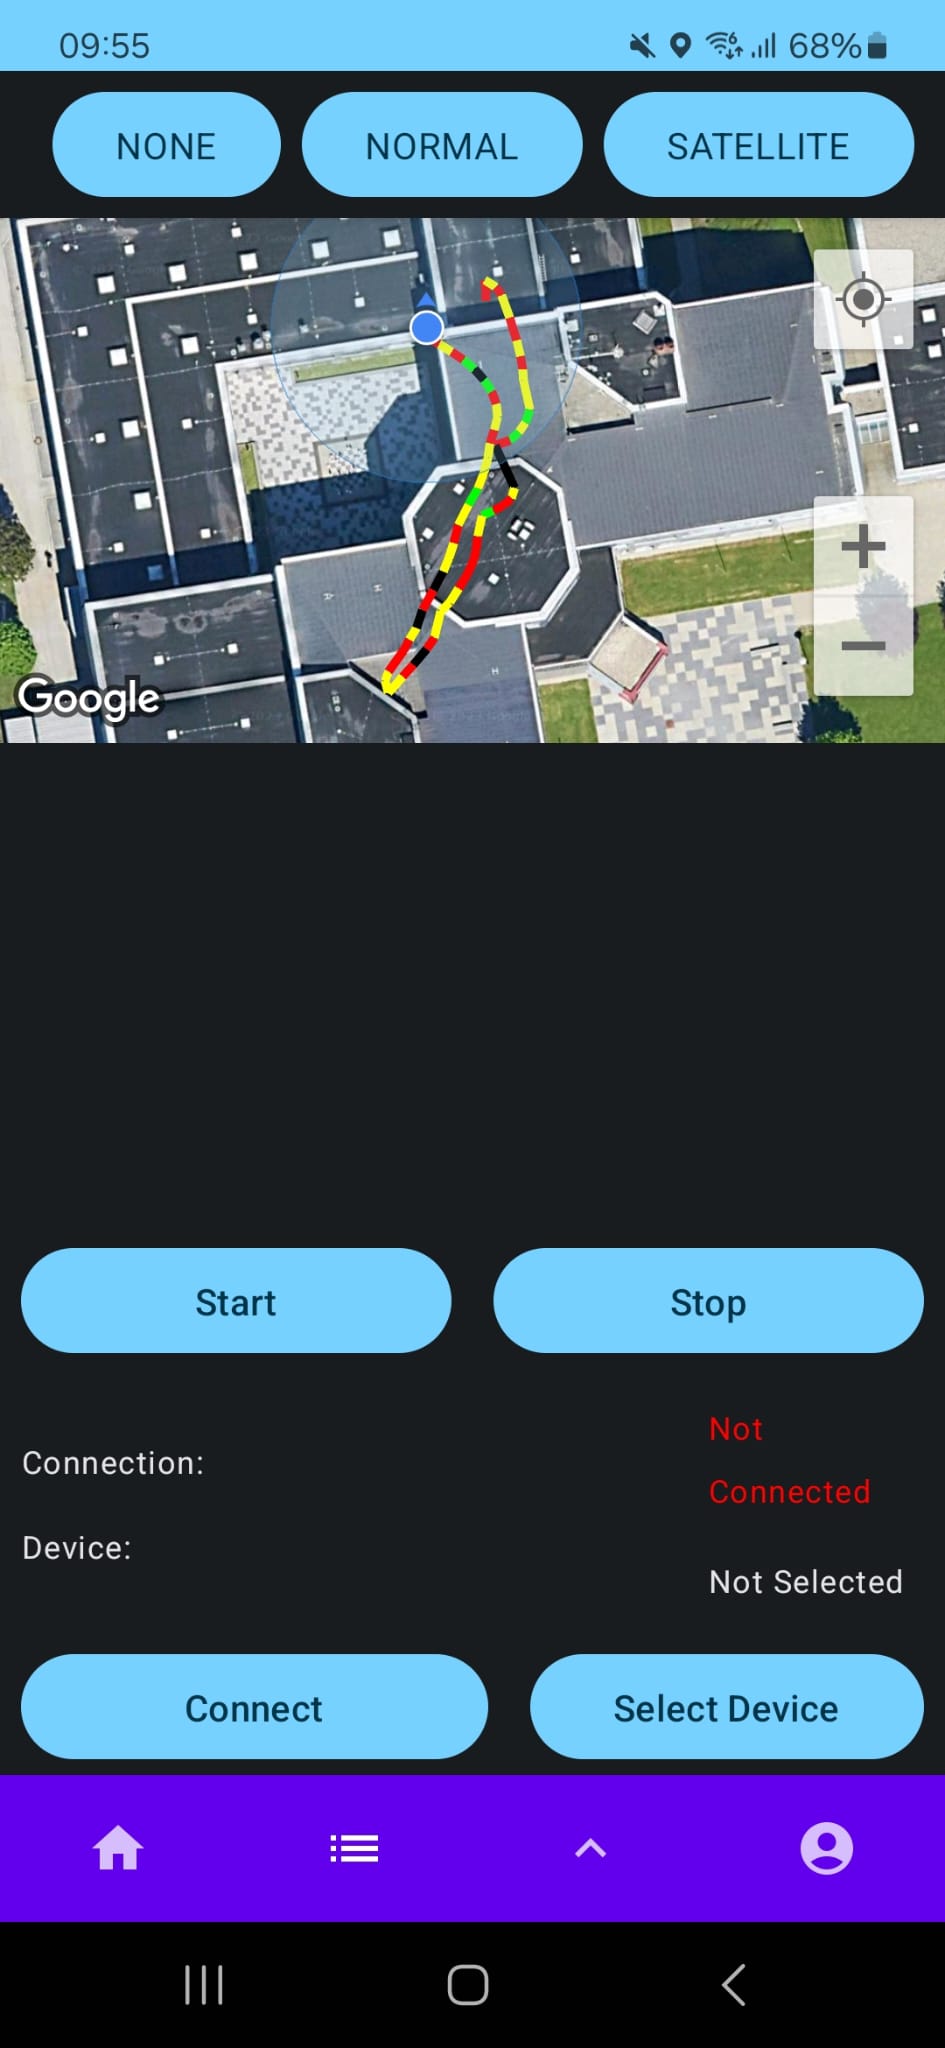 09:55
68%
NONE
NORMAL
SATELLITE
Google
Start
Stop
Connection:
Not
Connected
Device:
Not Selected
Connect
Select Device